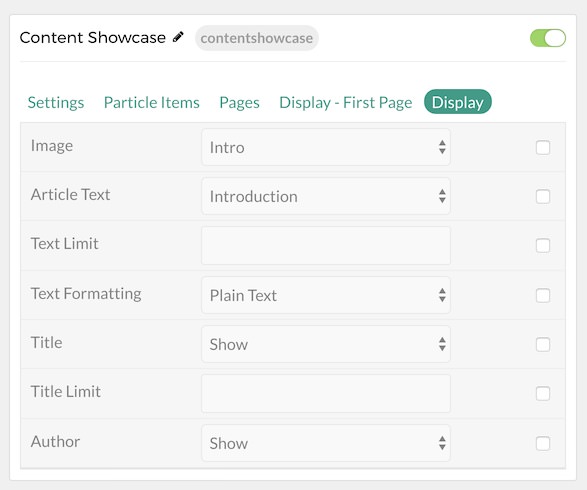 Content Showcase contentshowcase
Settings Particle Items Pages Display - First Page Display
Image Intro
Article Text Introduction
Text Limit
Text Formatting Plain Text
Title Show
Title Limit
Author Show